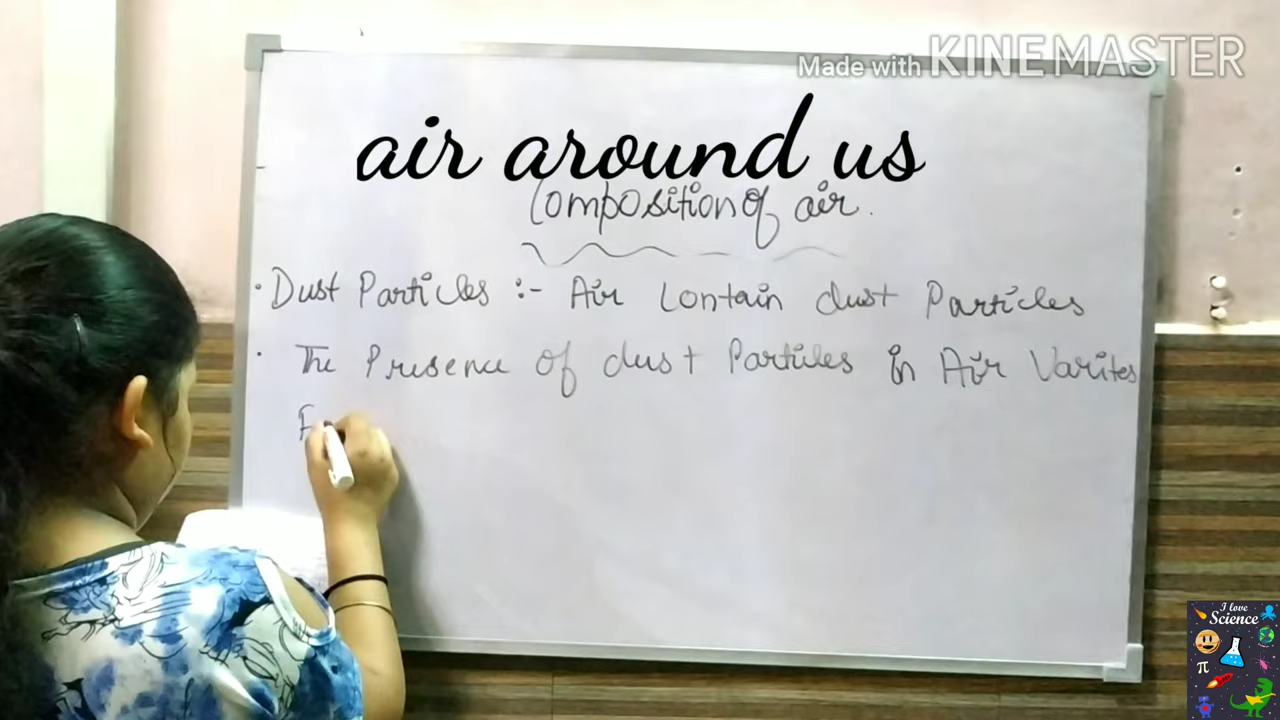 Made with KINEMASTER
air around us
Composition of air.
• Dust Particles :- Air Contain dust Particles
• The Presence of dust Particles in Air Varites
F
I love
Science
π